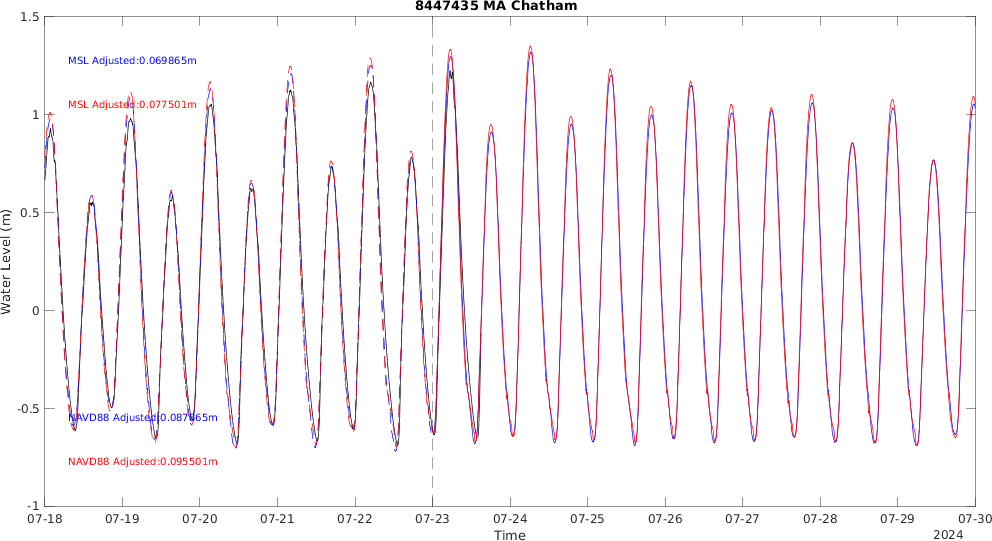 8447435 MA Chatham
1.5
MSL Adjusted:0.069865m
MSL Adjusted:0.077501m
1
0.5
Water Level (m)
0
-0.5
NAVD88 Adjusted:0.087865m
NAVD88 Adjusted:0.095501m
-1
07-18 07-19 07-20 07-21 07-22 07-23 07-24 07-25 07-26 07-27 07-28 07-29 07-30
Time
2024